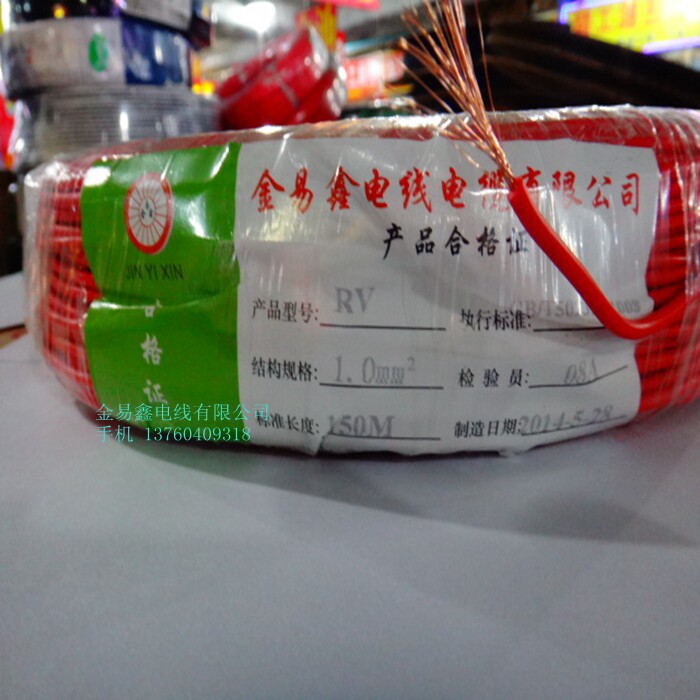 金易鑫电线电缆有限公司
产品合格证
JIN YI XIN
合格证
产品型号: RV
执行标准:
结构规格: 1.0mm²
检验员: 08A
标准长度: 150M
制造日期: 2014-5-28
金易鑫电线有限公司
手机 13760409318